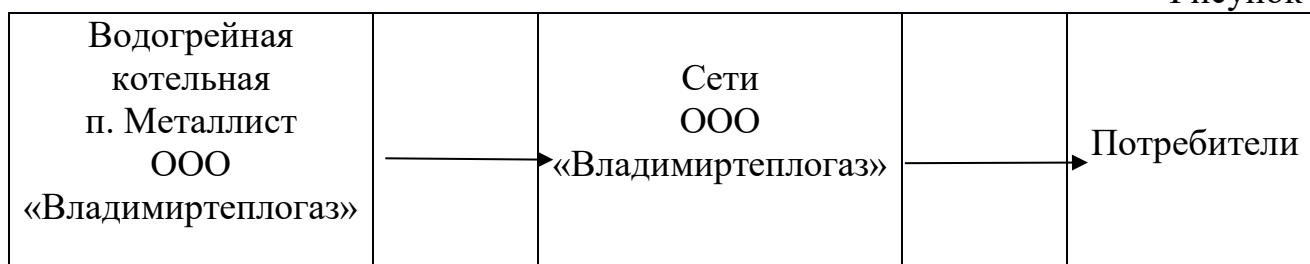 Водогрейная
котельная
п. Металлист
ООО
«Владимиртеплогаз»
Сети
ООО
«Владимиртеплогаз»
Потребители